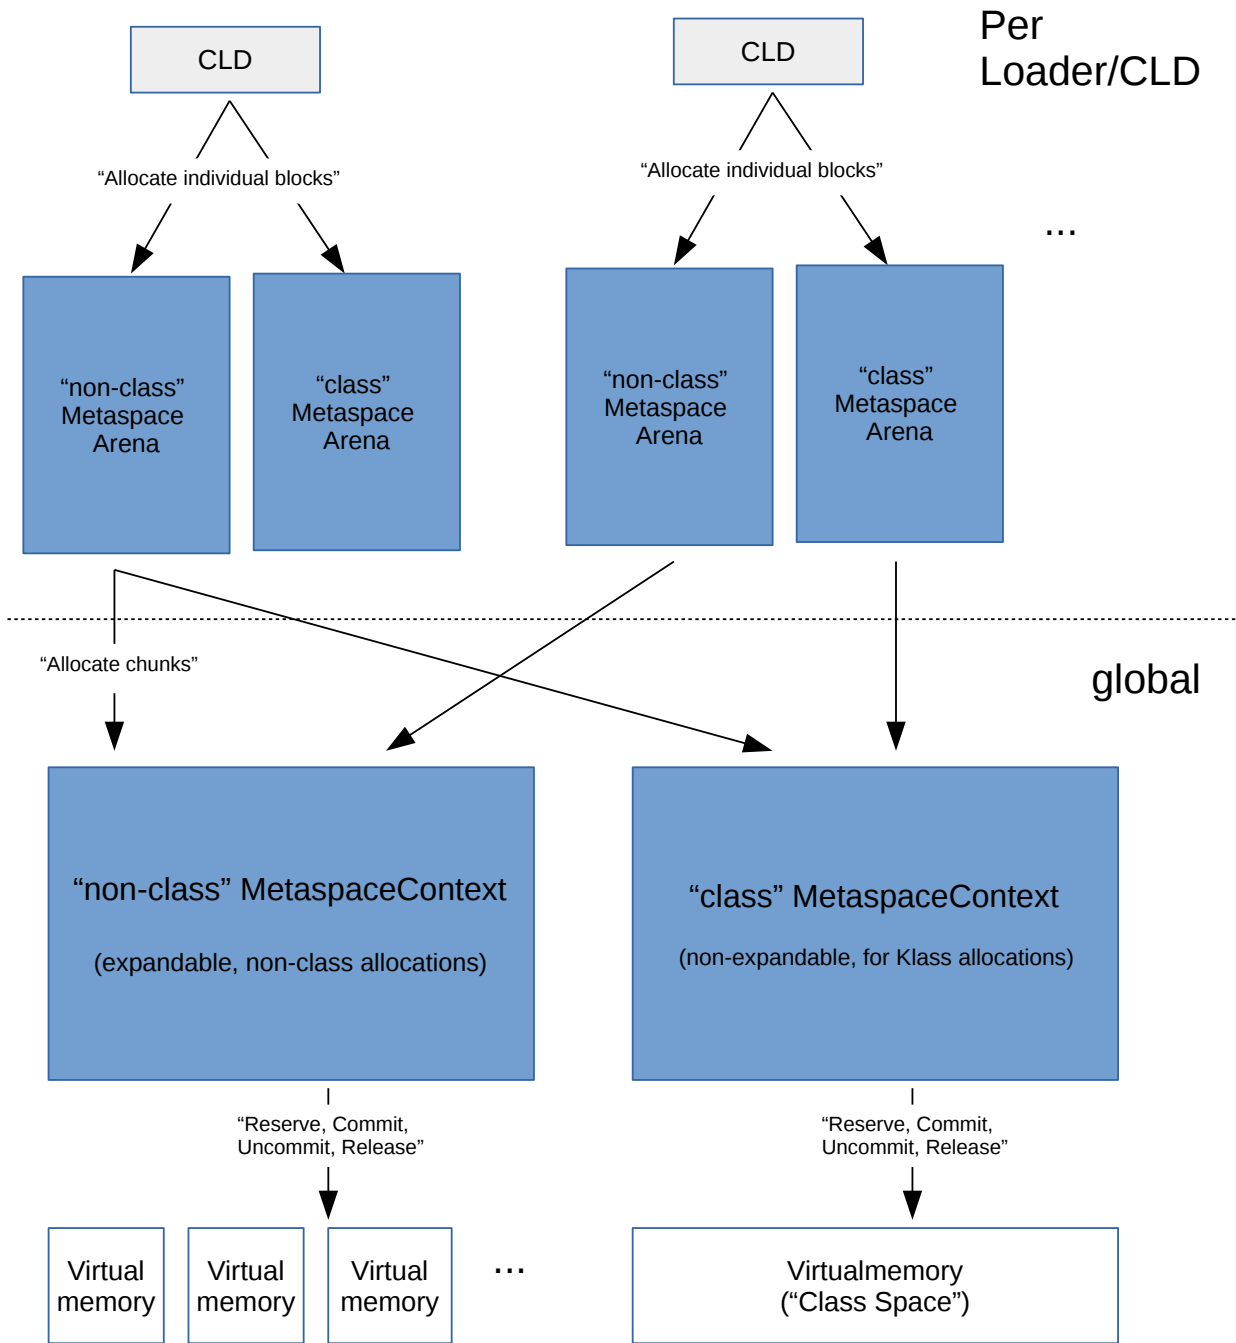 Per
Loader/CLD
CLD
CLD
“Allocate individual blocks”
“Allocate individual blocks”
...
“non-class”
Metaspace
Arena
“class”
Metaspace
Arena
“non-class”
Metaspace
Arena
“class”
Metaspace
Arena
“Allocate chunks”
global
“non-class” MetaspaceContext
(expandable, non-class allocations)
“class” MetaspaceContext
(non-expandable, for Klass allocations)
“Reserve, Commit,
Uncommit, Release”
“Reserve, Commit,
Uncommit, Release”
Virtual
memory
Virtual
memory
Virtual
memory
...
Virtualmemory
(“Class Space”)